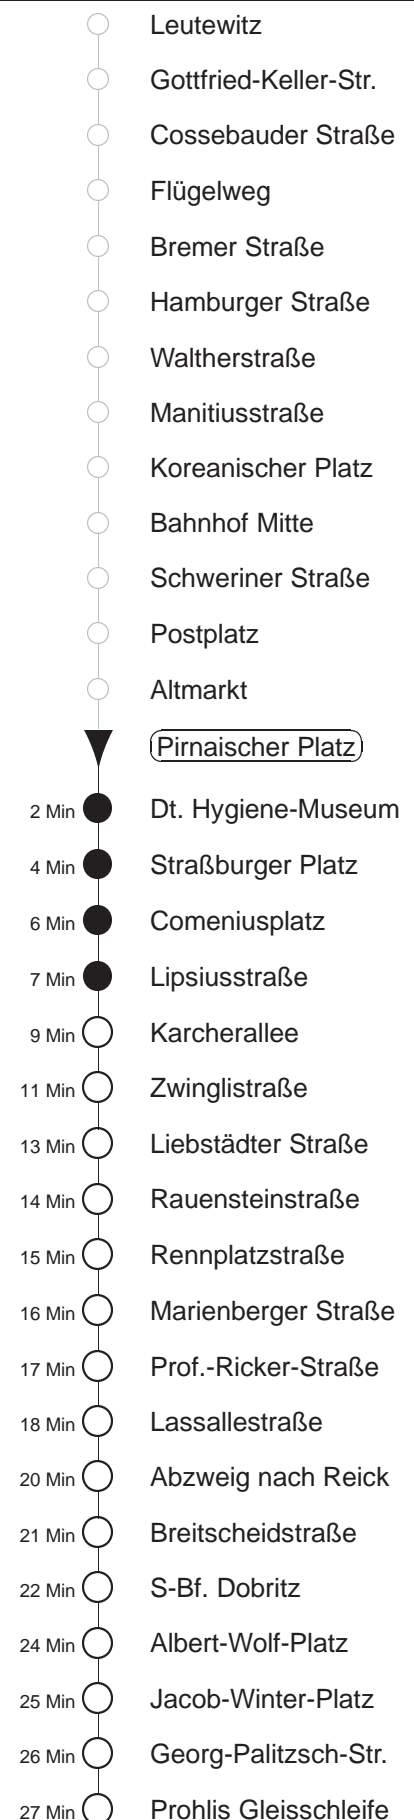 Leutewitz
Gottfried-Keller-Str.
Cossebauder Straße
Flügelweg
Bremer Straße
Hamburger Straße
Waltherstraße
Manitiusstraße
Koreanischer Platz
Bahnhof Mitte
Schweriner Straße
Postplatz
Altmarkt
Pirnaischer Platz
2 Min Dt. Hygiene-Museum
4 Min Straßburger Platz
6 Min Comeniusplatz
7 Min Lipsiusstraße
9 Min Karcherallee
11 Min Zwinglistraße
13 Min Liebstädter Straße
14 Min Rauensteinstraße
15 Min Rennplatzstraße
16 Min Marienberger Straße
17 Min Prof.-Ricker-Straße
18 Min Lassallestraße
20 Min Abzweig nach Reick
21 Min Breitscheidstraße
22 Min S-Bf. Dobritz
24 Min Albert-Wolf-Platz
25 Min Jacob-Winter-Platz
26 Min Georg-Palitzsch-Str.
27 Min Prohlis Gleisschleife